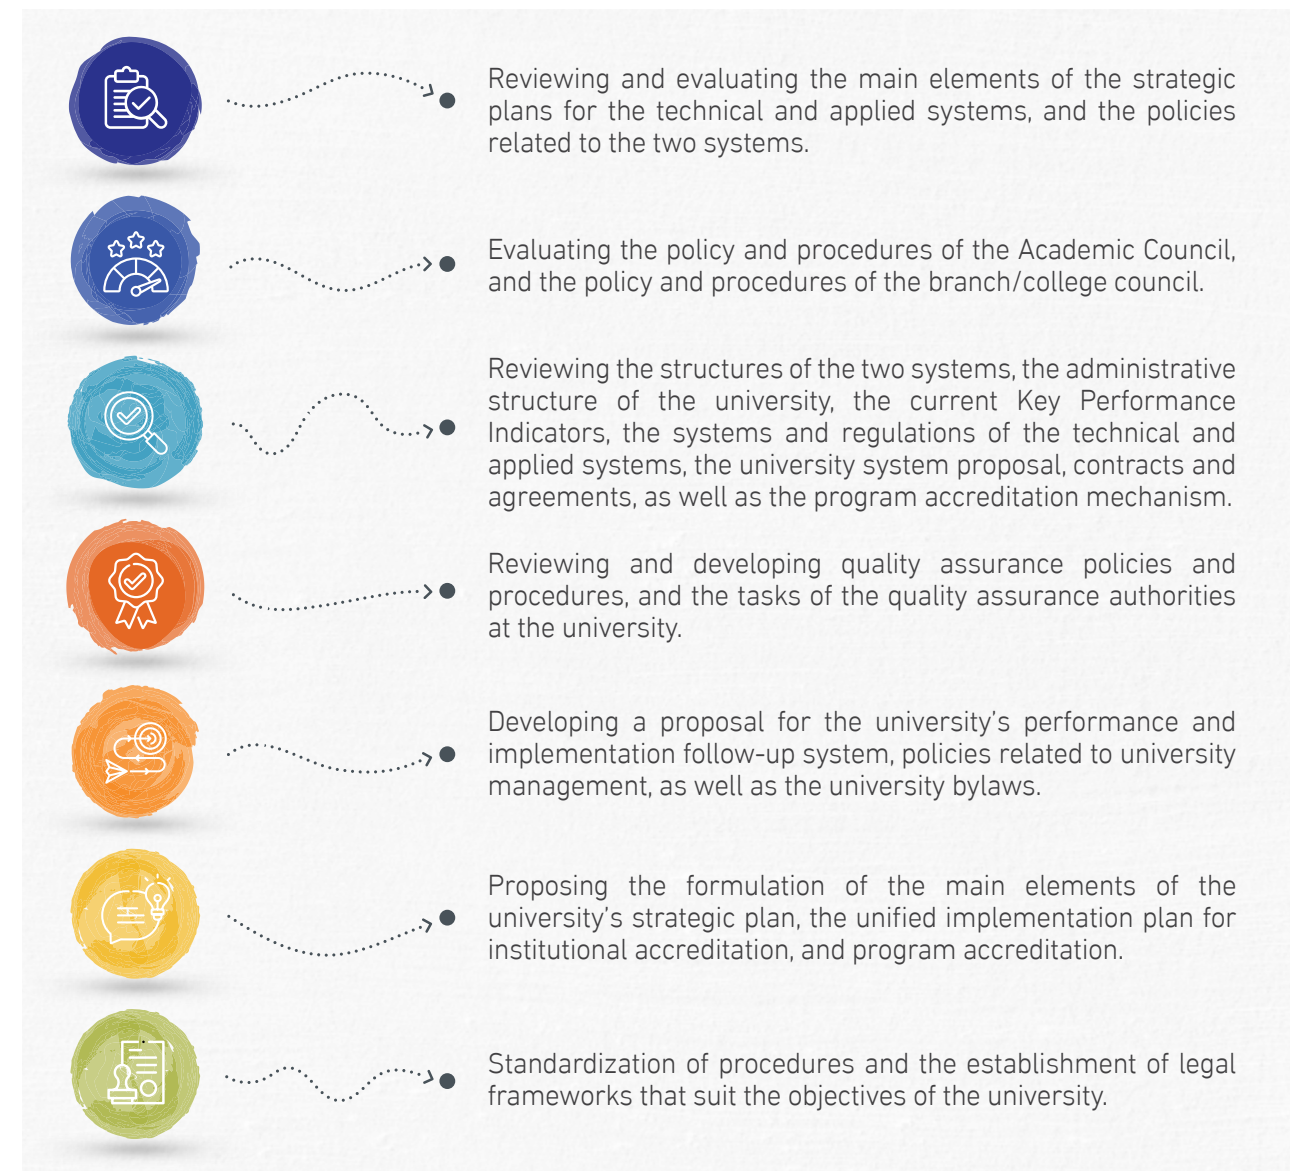 Reviewing and evaluating the main elements of the strategic
plans for the technical and applied systems, and the policies
related to the two systems.
Evaluating the policy and procedures of the Academic Council,
and the policy and procedures of the branch/college council.
Reviewing the structures of the two systems, the administrative
structure of the university, the current Key Performance
Indicators, the systems and regulations of the technical and
applied systems, the university system proposal, contracts and
agreements, as well as the program accreditation mechanism.
Reviewing and developing quality assurance policies and
procedures, and the tasks of the quality assurance authorities
at the university.
Developing a proposal for the university’s performance and
implementation follow-up system, policies related to university
management, as well as the university bylaws.
Proposing the formulation of the main elements of the
university’s strategic plan, the unified implementation plan for
institutional accreditation, and program accreditation.
Standardization of procedures and the establishment of legal
frameworks that suit the objectives of the university.